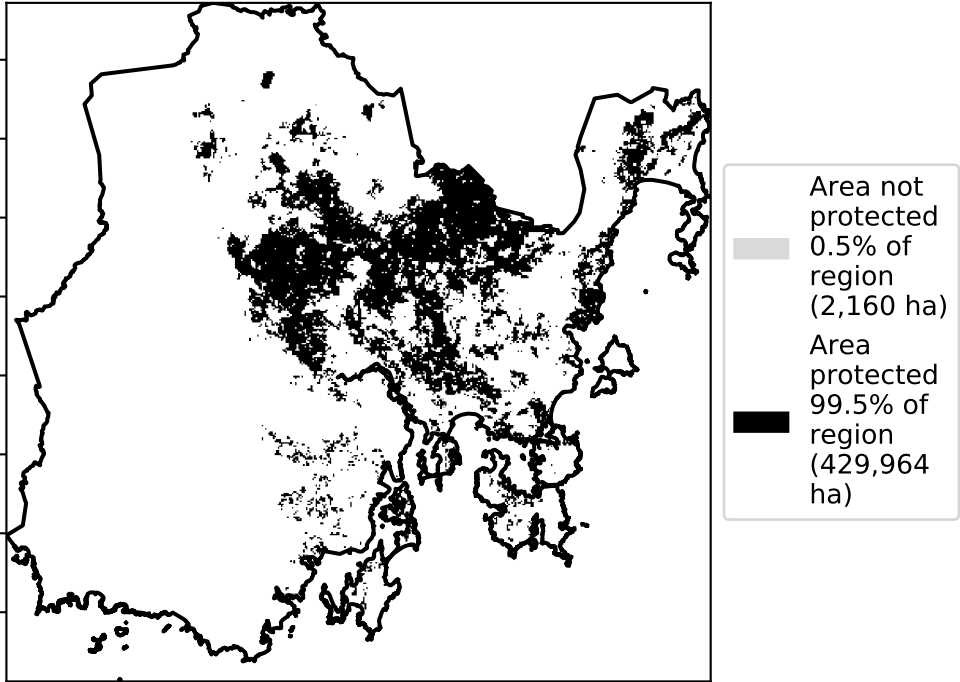 Area not
protected
0.5% of
region
(2,160 ha)
Area
protected
99.5% of
region
(429,964
ha)